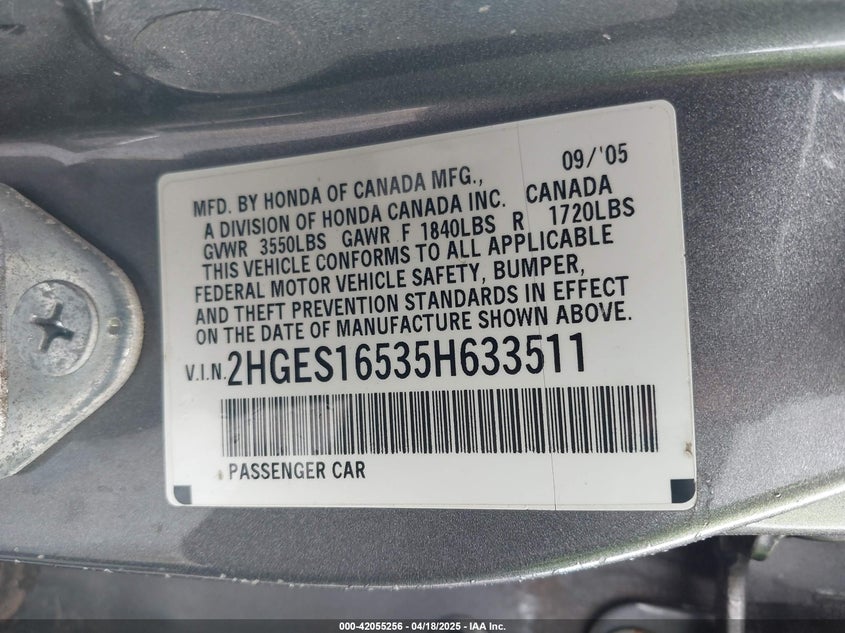 09/'05
MFD. BY HONDA OF CANADA MFG.,
A DIVISION OF HONDA CANADA INC. CANADA
GVWR 3550LBS GAWR F 1840LBS R 1720LBS
THIS VEHICLE CONFORMS TO ALL APPLICABLE
FEDERAL MOTOR VEHICLE SAFETY, BUMPER,
AND THEFT PREVENTION STANDARDS IN EFFECT
ON THE DATE OF MANUFACTURE SHOWN ABOVE.
V.I.N. 2HGES16535H633511
PASSENGER CAR
000-42055256 - 04/18/2025 - IAA Inc.